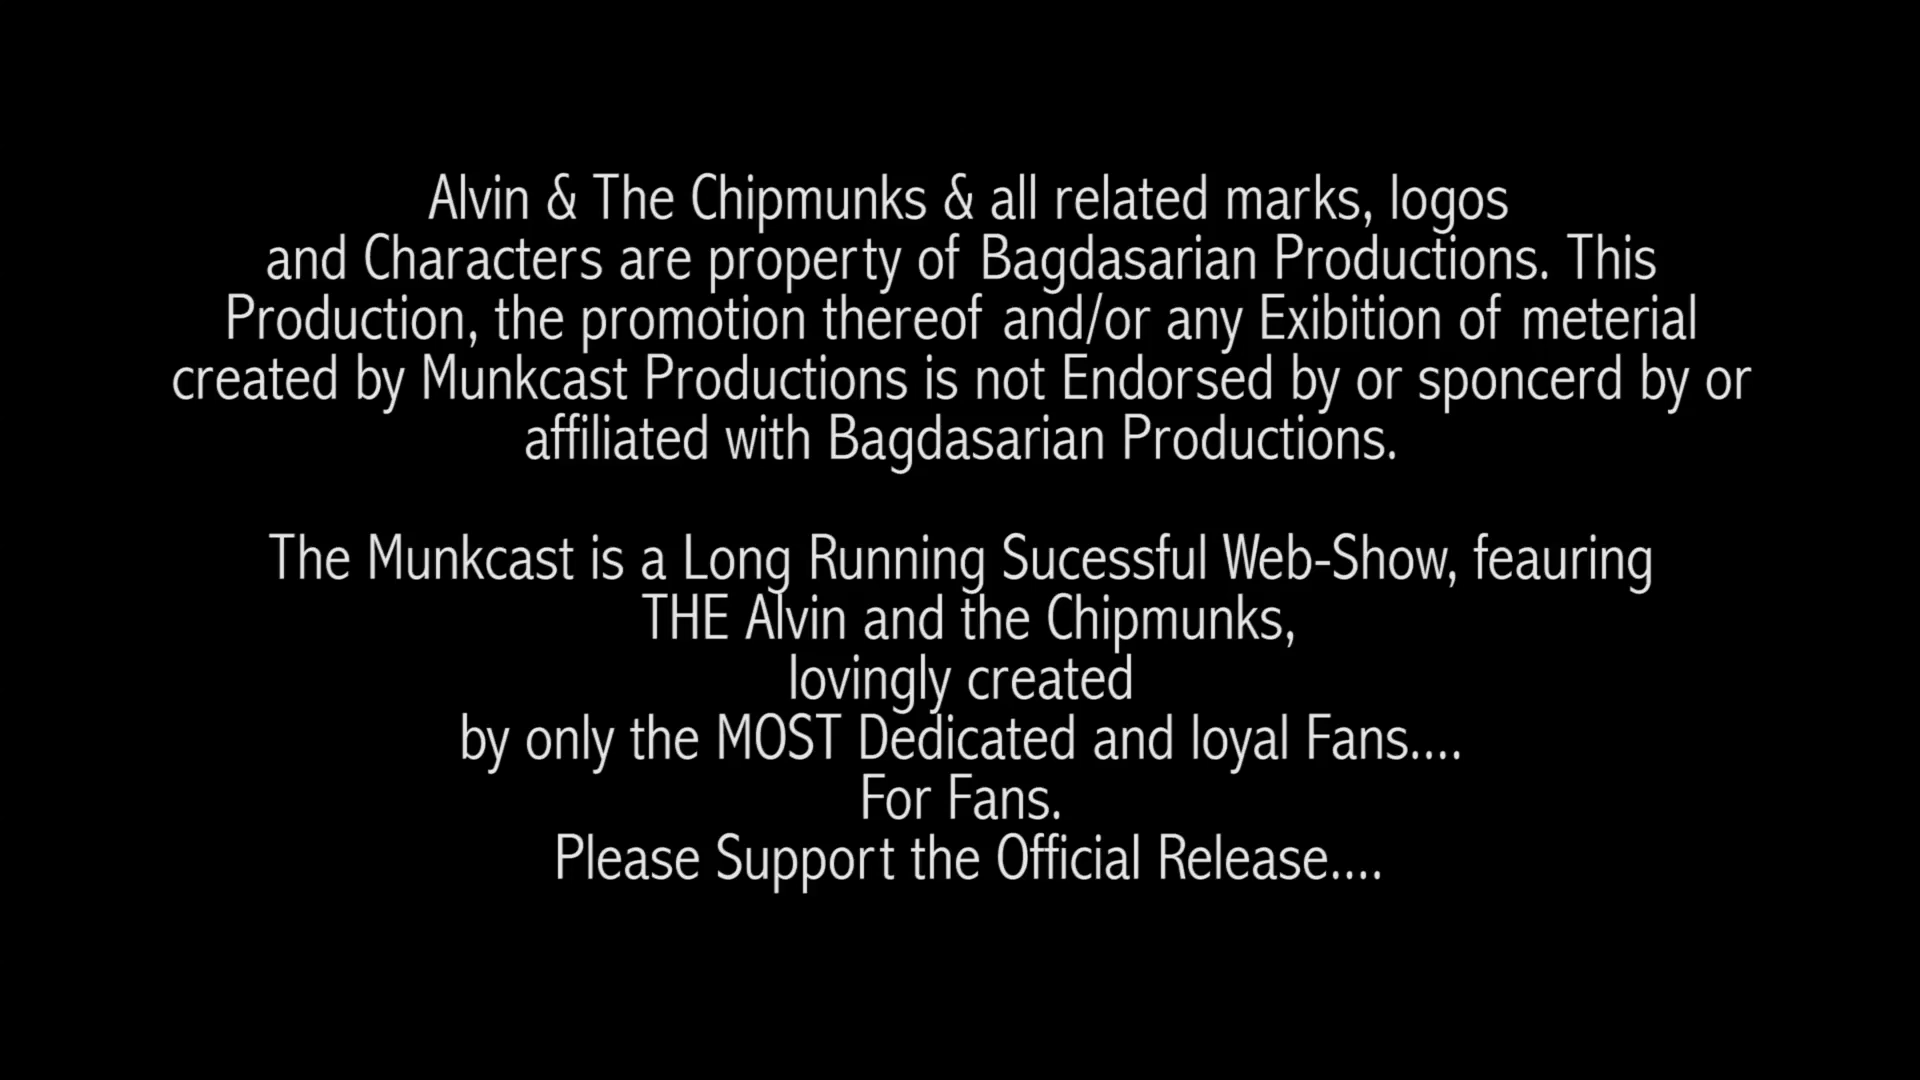 Alvin & The Chipmunks & all related marks, logos
and Characters are property of Bagdasarian Productions. This
Production, the promotion thereof and/or any Exibition of meterial
created by Munkcast Productions is not Endorsed by or sponcerd by or
affiliated with Bagdasarian Productions.
The Munkcast is a Long Running Sucessful Web-Show, feauring
THE Alvin and the Chipmunks,
lovingly created
by only the MOST Dedicated and loyal Fans....
For Fans.
Please Support the Official Release....